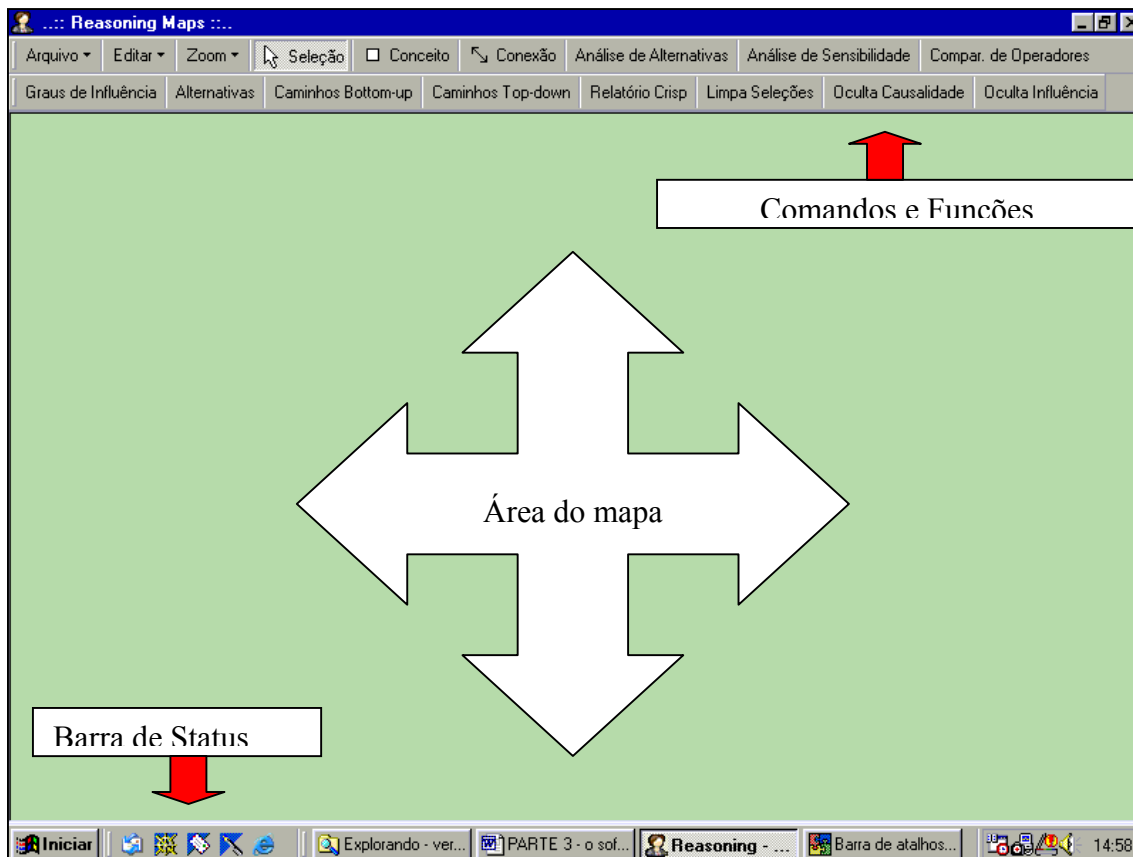 ..:: Reasoning Maps ::..
Arquivo Editar Zoom Seleção Conceito Conexão Análise de Alternativas Análise de Sensibilidade Compar. de Operadores
Graus de Influência Alternativas Caminhos Bottom-up Caminhos Top-down Relatório Crisp Limpa Seleções Oculta Causalidade Oculta Influência
Comandos e Funções
Área do mapa
Barra de Status
Iniciar Explorando - ver... PARTE 3 - o sof... Reasoning - ... Barra de atalhos... 14:58